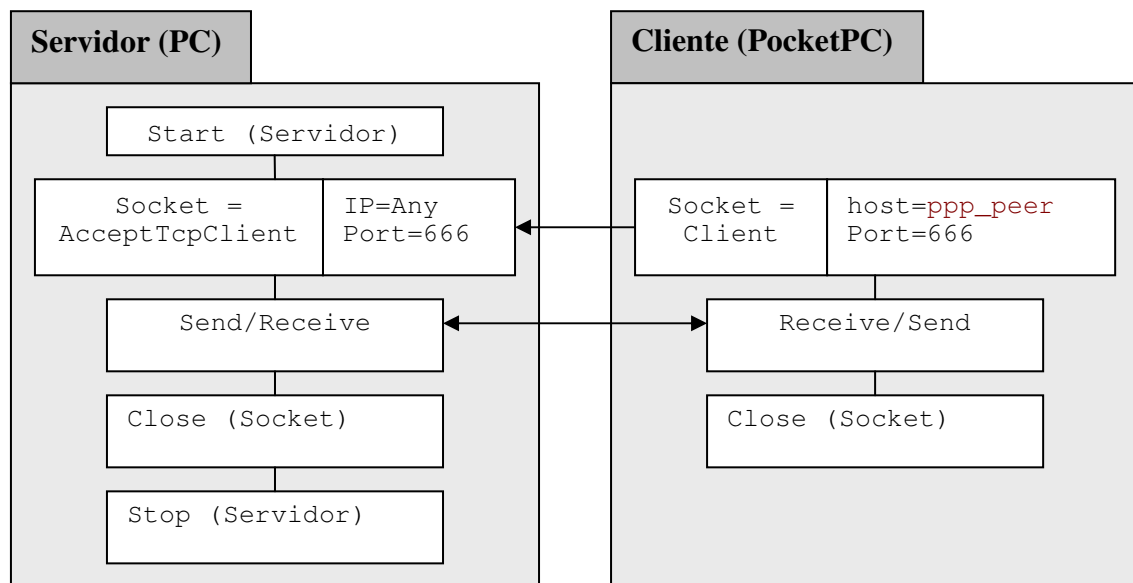 Servidor (PC)
Start (Servidor)
Socket =
AcceptTcpClient
IP=Any
Port=666
Send/Receive
Close (Socket)
Stop (Servidor)
Cliente (PocketPC)
Socket =
Client
host=ppp_peer
Port=666
Receive/Send
Close (Socket)